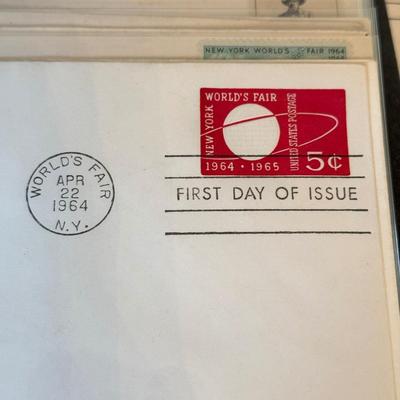 NEW YORK WORLD'S FAIR 1964
NEW YORK WORLD'S FAIR
1964 · 1965
UNITED STATES POSTAGE
5¢
WORLD'S FAIR
APR
22
1964
N.Y.
FIRST DAY OF ISSUE